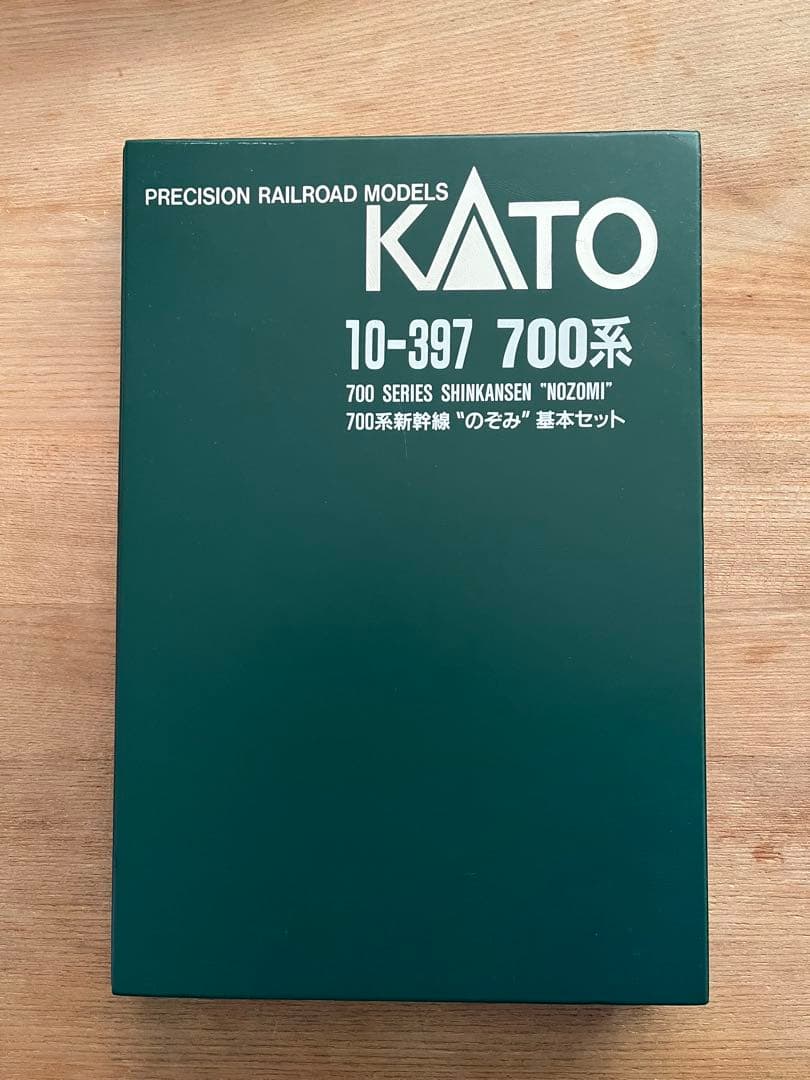 PRECISION RAILROAD MODELS
KATO
10-397 700系
700 SERIES SHINKANSEN "NOZOMI"
700系新幹線 "のぞみ" 基本セット